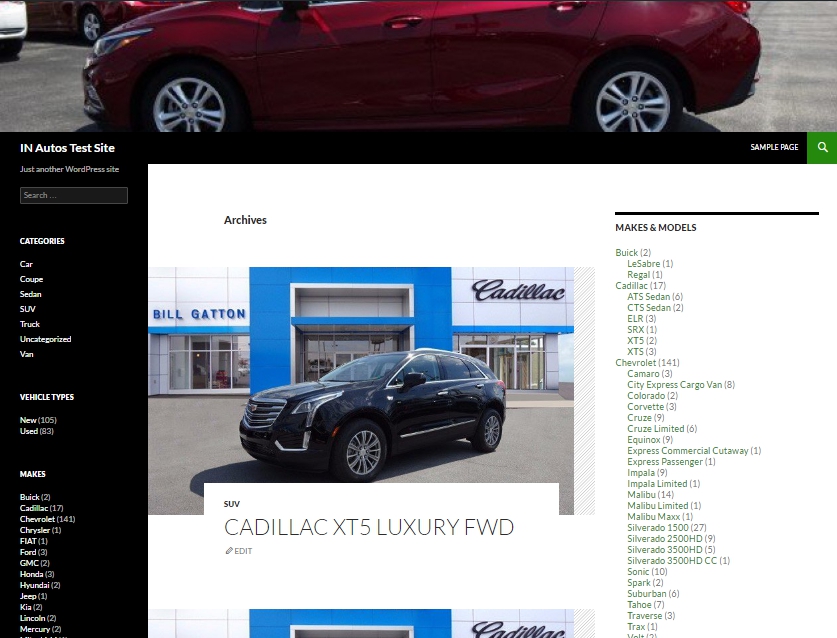 IN Autos Test Site
SAMPLE PAGE
Just another WordPress site
Search ...
CATEGORIES
Car
Coupe
Sedan
SUV
Truck
Uncategorized
Van
VEHICLE TYPES
New (105)
Used (83)
MAKES
Buick (2)
Cadillac (17)
Chevrolet (141)
Chrysler (1)
FIAT (1)
Ford (3)
GMC (2)
Honda (3)
Hyundai (2)
Jeep (1)
Kia (2)
Lincoln (2)
Mercury (2)
Archives
BILL GATTON
Cadillac
SUV
CADILLAC XT5 LUXURY FWD
EDIT
Cadillac
MAKES & MODELS
Buick (2)
LeSabre (1)
Regal (1)
Cadillac (17)
ATS Sedan (6)
CTS Sedan (2)
ELR (3)
SRX (1)
XT5 (2)
XTS (3)
Chevrolet (141)
Camaro (3)
City Express Cargo Van (8)
Colorado (2)
Corvette (3)
Cruze (9)
Cruze Limited (6)
Equinox (9)
Express Commercial Cutaway (1)
Express Passenger (1)
Impala (9)
Impala Limited (1)
Malibu (14)
Malibu Limited (1)
Malibu Maxx (1)
Silverado 1500 (27)
Silverado 2500HD (9)
Silverado 3500HD (5)
Silverado 3500HD CC (1)
Sonic (10)
Spark (2)
Suburban (6)
Tahoe (7)
Traverse (3)
Trax (1)
Volt (2)